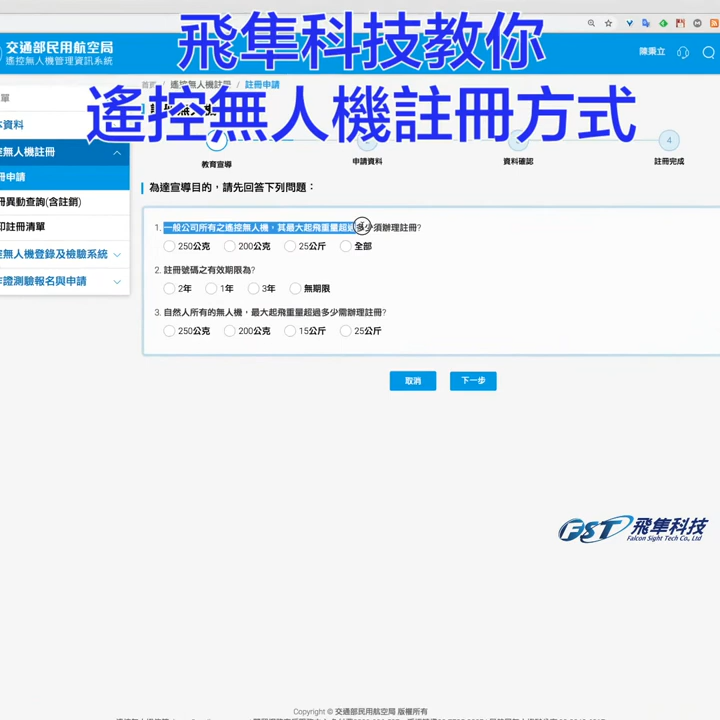 飛隼科技教你
遙控無人機註冊方式
交通部民用航空局
遙控無人機管理資訊系統
陳秉立
單
首頁 / 遙控無人機註冊 / 註冊申請
資料
無人機註冊
冊申請
冊異動查詢(含註銷)
印註冊清單
無人機登錄及檢驗系統
證測驗報名與申請
4
教育宣導
申請資料
資料確認
註冊完成
為達宣導目的,請先回答下列問題:
1. 一般公司所有之遙控無人機,其最大起飛重量超過多少須辦理註冊?
250公克 200公克 25公斤 全部
2. 註冊號碼之有效期限為?
2年 1年 3年 無期限
3. 自然人所有的無人機,最大起飛重量超過多少需辦理註冊?
250公克 200公克 15公斤 25公斤
取消 下一步
FST 飛隼科技
Falcon Sight Tech Co., Ltd
Copyright © 交通部民用航空局 版權所有